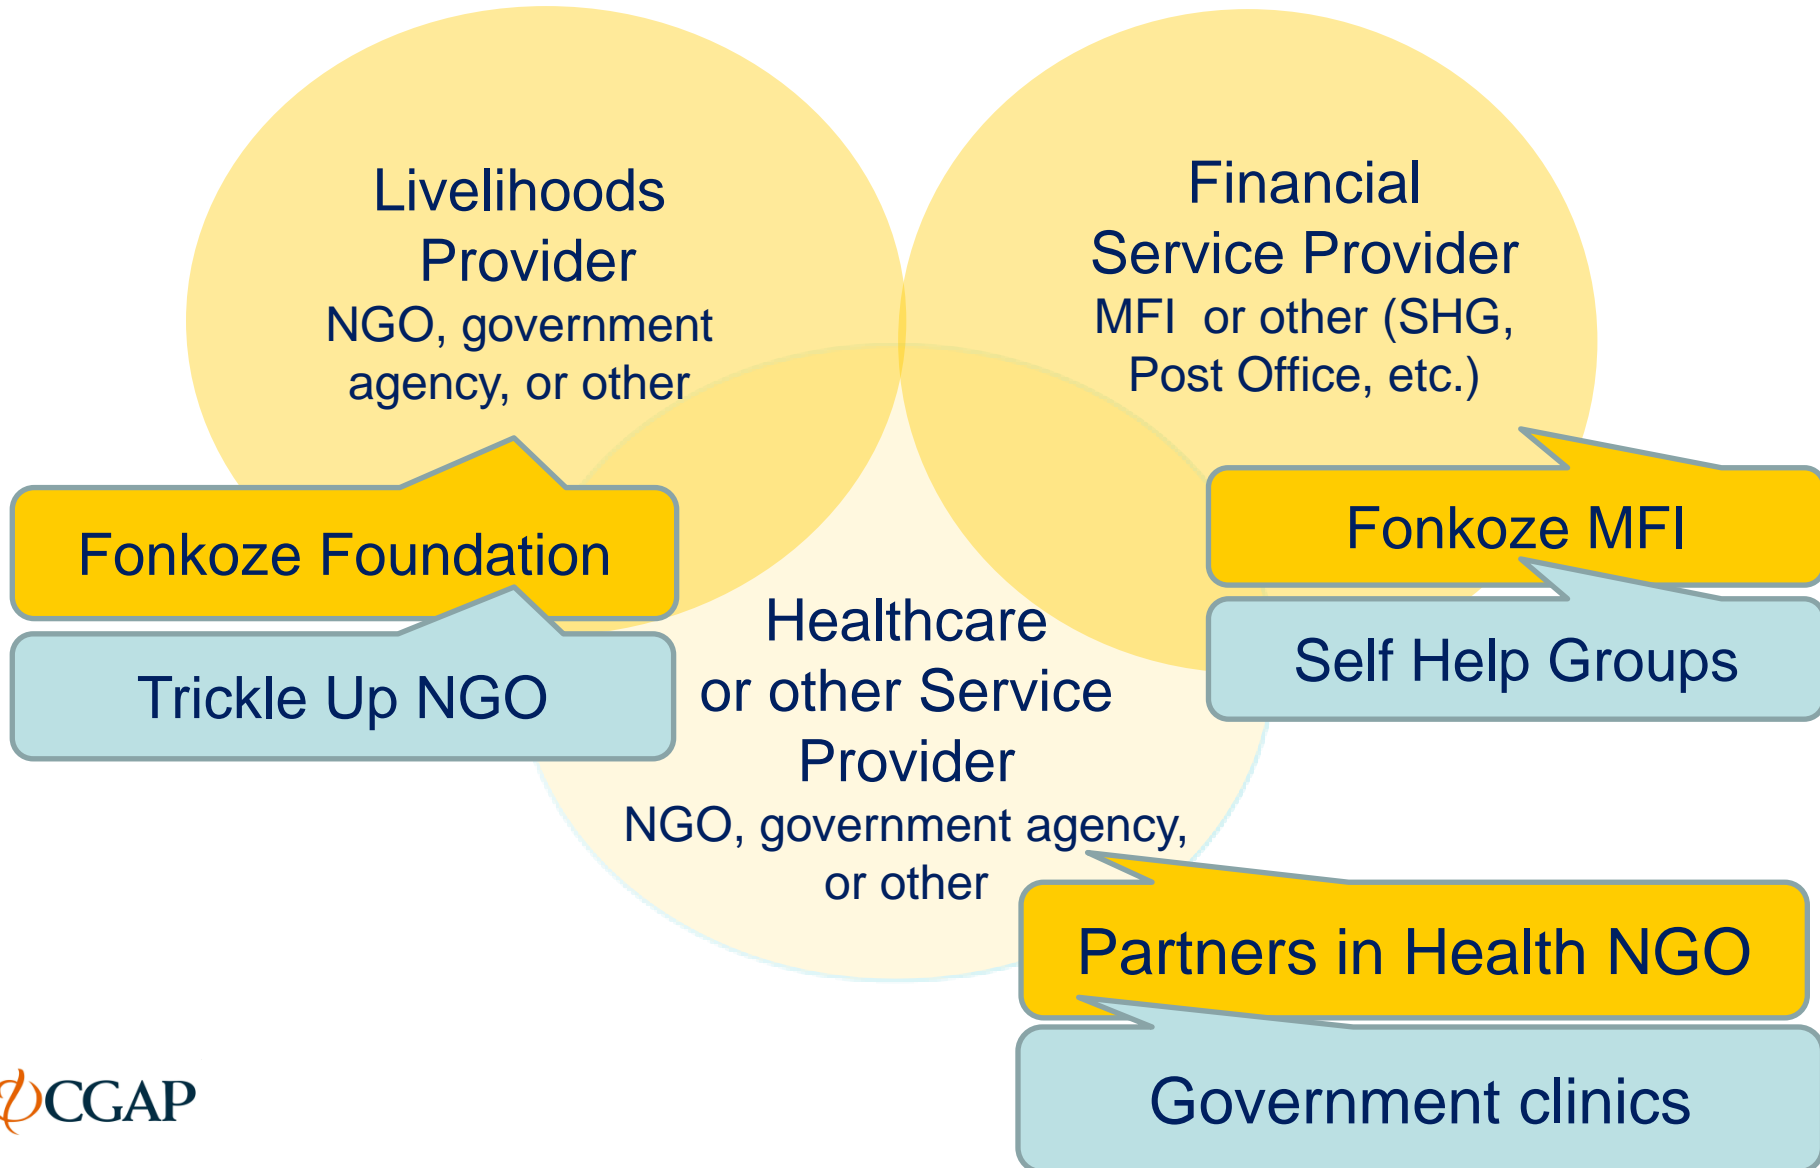 Livelihoods
Provider
NGO, government
agency, or other
Financial
Service Provider
MFI or other (SHG,
Post Office, etc.)
Fonkoze Foundation
Trickle Up NGO
Fonkoze MFI
Self Help Groups
Healthcare
or other Service
Provider
NGO, government agency,
or other
Partners in Health NGO
Government clinics
CGAP